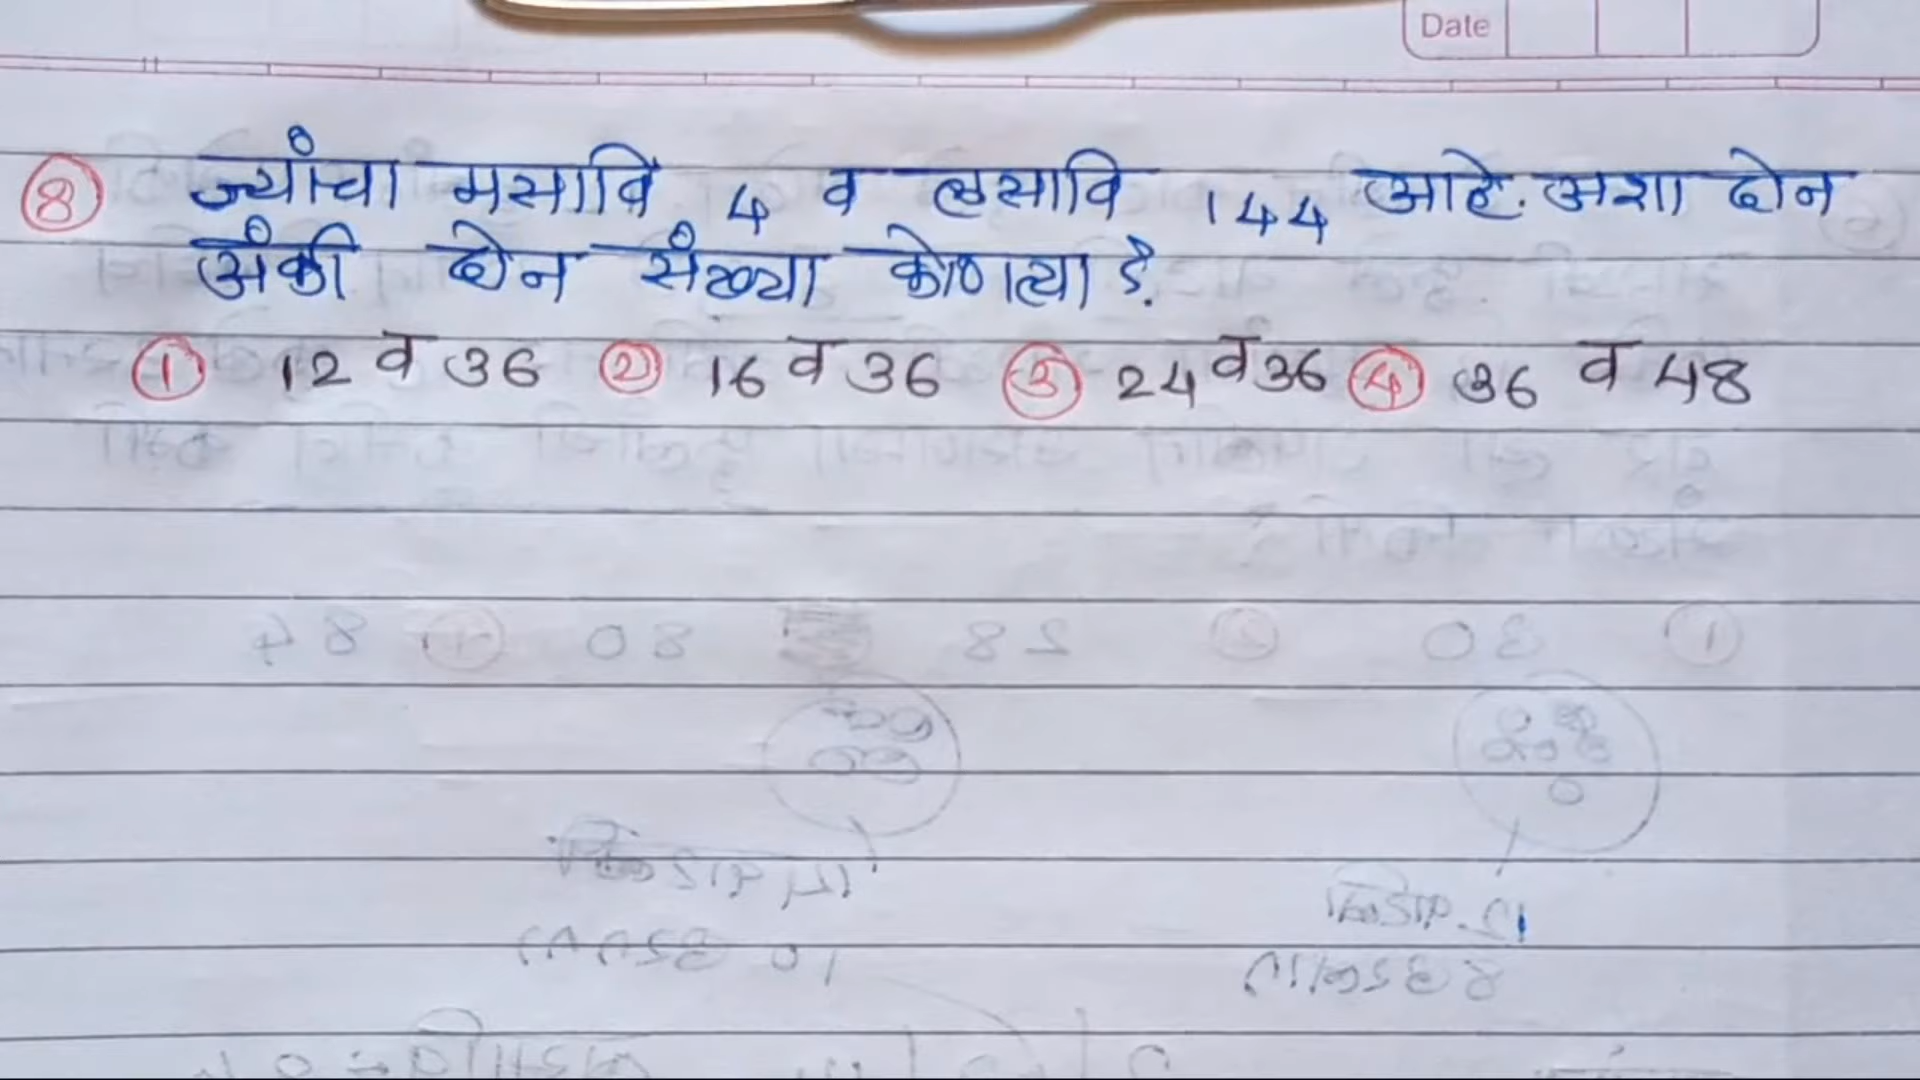 Date
⑧ ज्यांचा मसावि 4 व लसावि 144 आहे. अशा दोन
अंकी दोन संख्या कोणत्या ?
① 12 व 36 ② 16 व 36 ③ 24 व 36 ④ 36 व 48